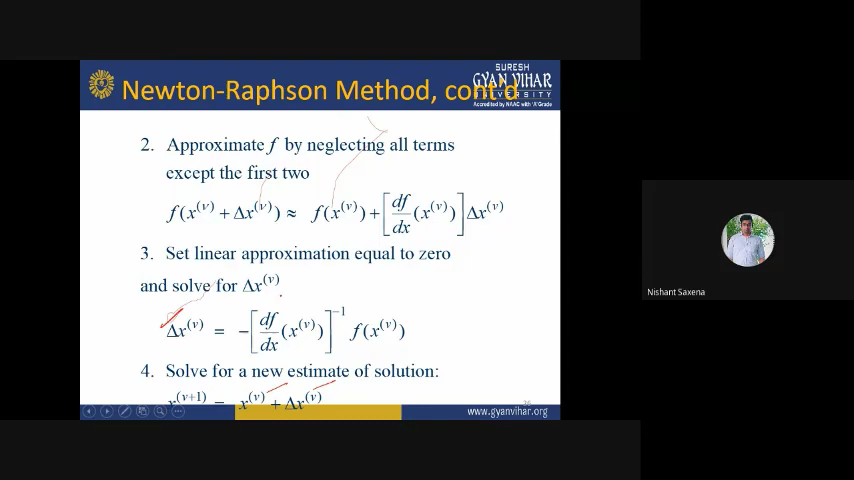 SURESH
GYAN VIHAR
UNIVERSITY
Accredited by NAAC with 'A' Grade
Newton-Raphson Method, cont'd
2. Approximate f by neglecting all terms
except the first two
f(x^(ν) + Δx^(ν)) ≈ f(x^(ν)) + [df/dx (x^(ν))] Δx^(ν)
3. Set linear approximation equal to zero
and solve for Δx^(ν)
Δx^(ν) = −[df/dx (x^(ν))]^−1 f(x^(ν))
4. Solve for a new estimate of solution:
x^(ν+1) = x^(ν) + Δx^(ν)
www.gyanvihar.org
Nishant Saxena